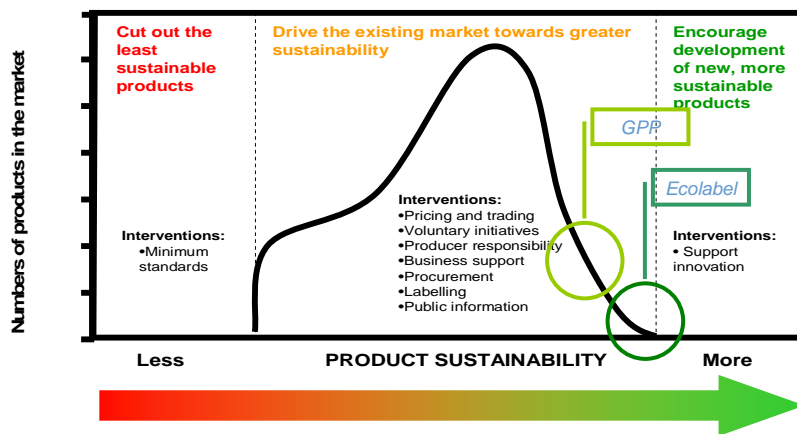 Cut out the
least
sustainable
products
Drive the existing market towards greater
sustainability
Encourage
development
of new, more
sustainable
products
GPP
Ecolabel
Numbers of products in the market
Interventions:
•Minimum
standards
Interventions:
•Pricing and trading
•Voluntary initiatives
•Producer responsibility
•Business support
•Procurement
•Labelling
•Public information
Interventions:
• Support
innovation
Less
PRODUCT SUSTAINABILITY
More